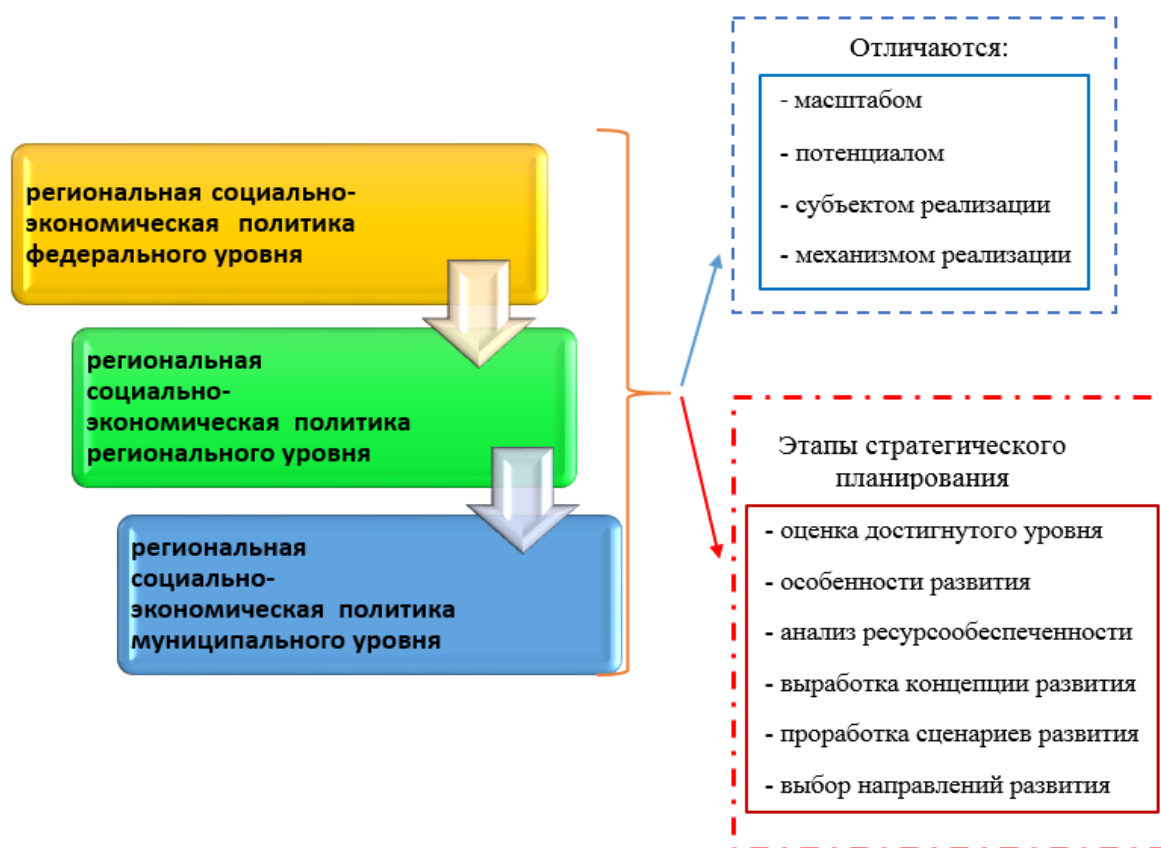 региональная социально-
экономическая политика
федерального уровня
региональная
социально-
экономическая политика
регионального уровня
региональная
социально-
экономическая политика
муниципального уровня
Отличаются:
- масштабом
- потенциалом
- субъектом реализации
- механизмом реализации
Этапы стратегического
планирования
- оценка достигнутого уровня
- особенности развития
- анализ ресурсообеспеченности
- выработка концепции развития
- проработка сценариев развития
- выбор направлений развития